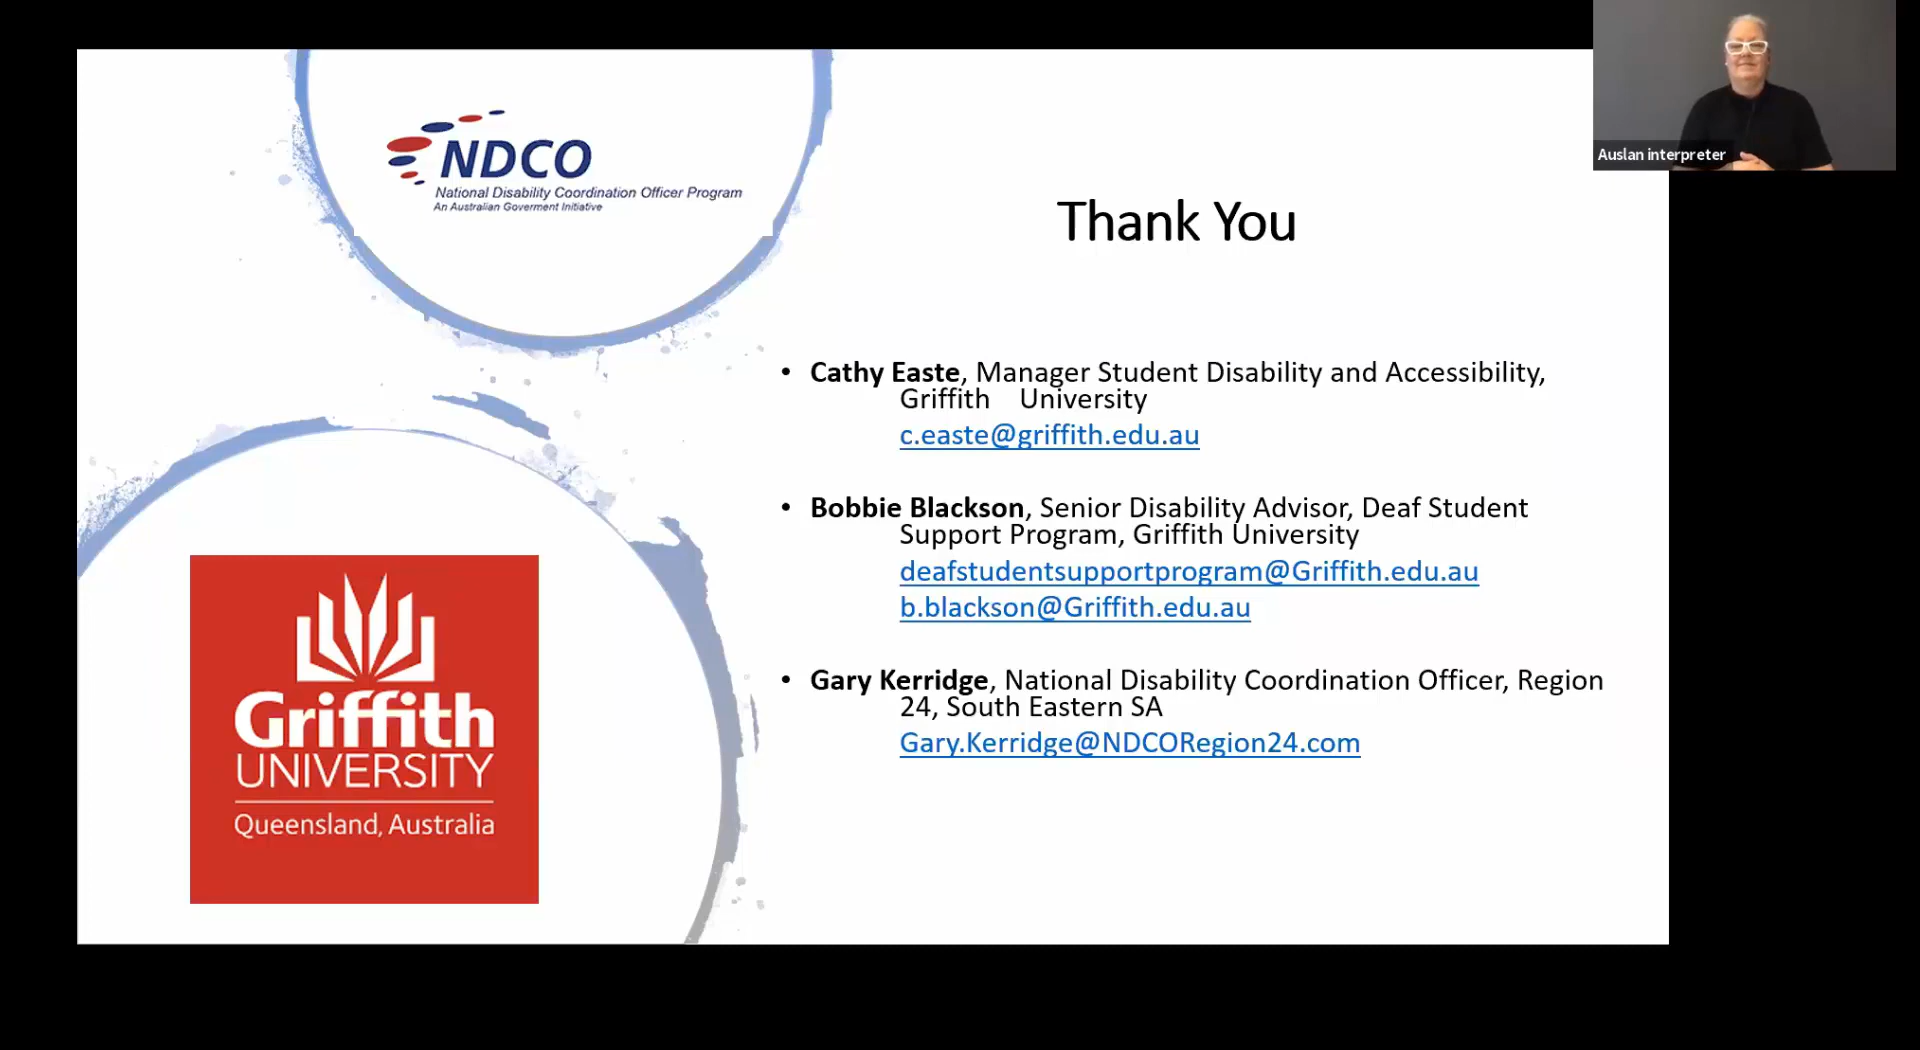 Auslan interpreter
NDCO
National Disability Coordination Officer Program
An Australian Goverment Initiative
Thank You
• Cathy Easte, Manager Student Disability and Accessibility,
Griffith University
c.easte@griffith.edu.au
• Bobbie Blackson, Senior Disability Advisor, Deaf Student
Support Program, Griffith University
deafstudentsupportprogram@Griffith.edu.au
b.blackson@Griffith.edu.au
• Gary Kerridge, National Disability Coordination Officer, Region
24, South Eastern SA
Gary.Kerridge@NDCORegion24.com
Griffith
UNIVERSITY
Queensland, Australia